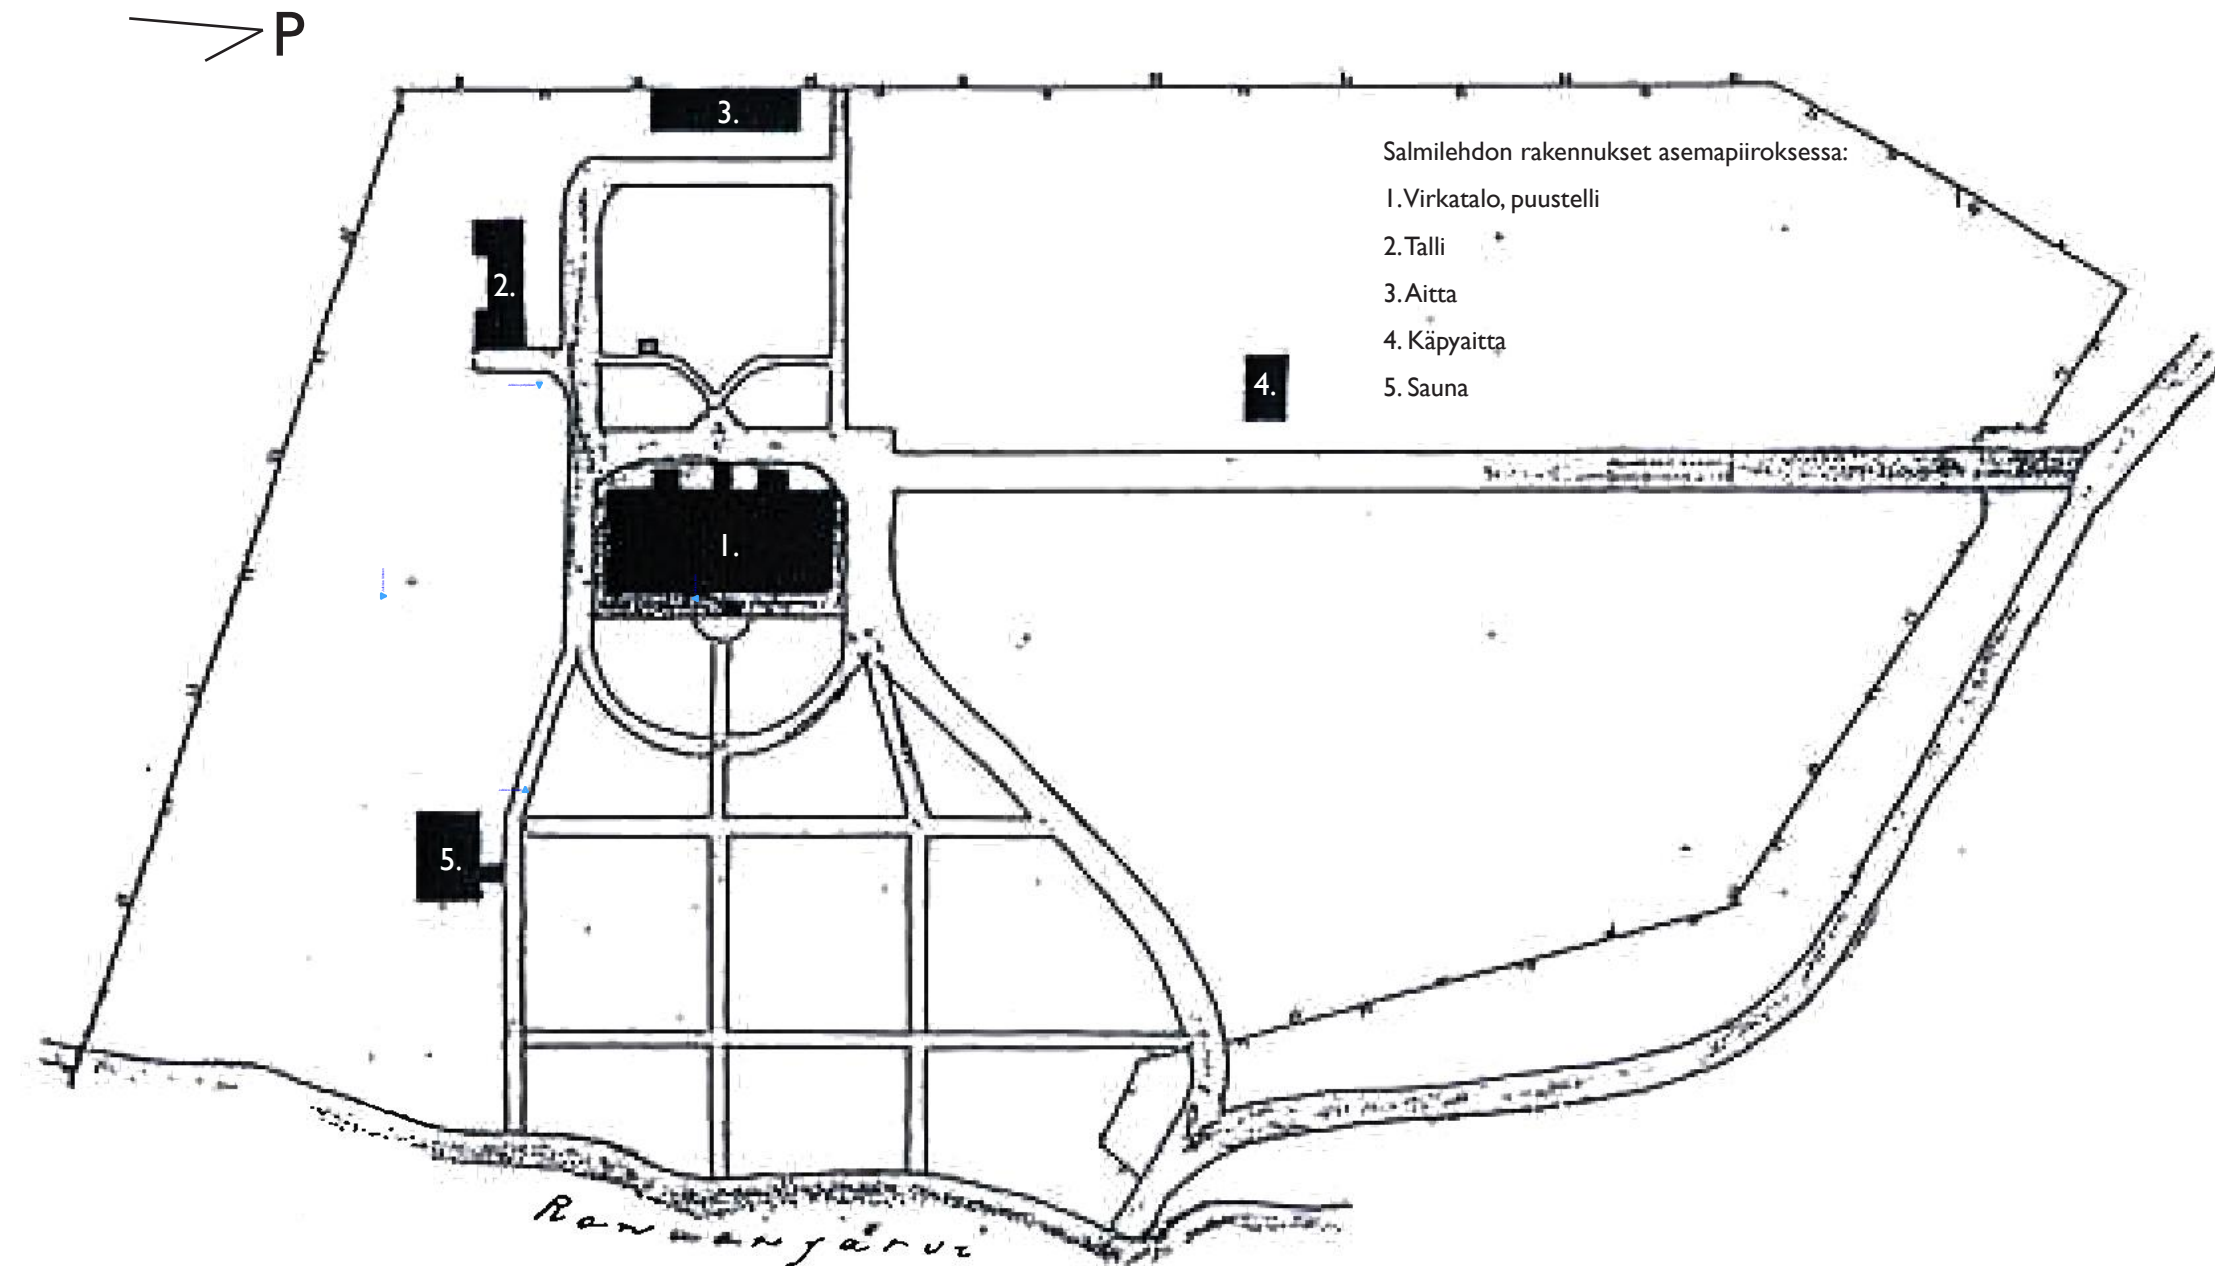 P
3.
Salmilehdon rakennukset asemapiiroksessa:
1. Virkatalo, puustelli
2. Talli
3. Aitta
4. Käpyaitta
5. Sauna
2.
4.
1.
5.